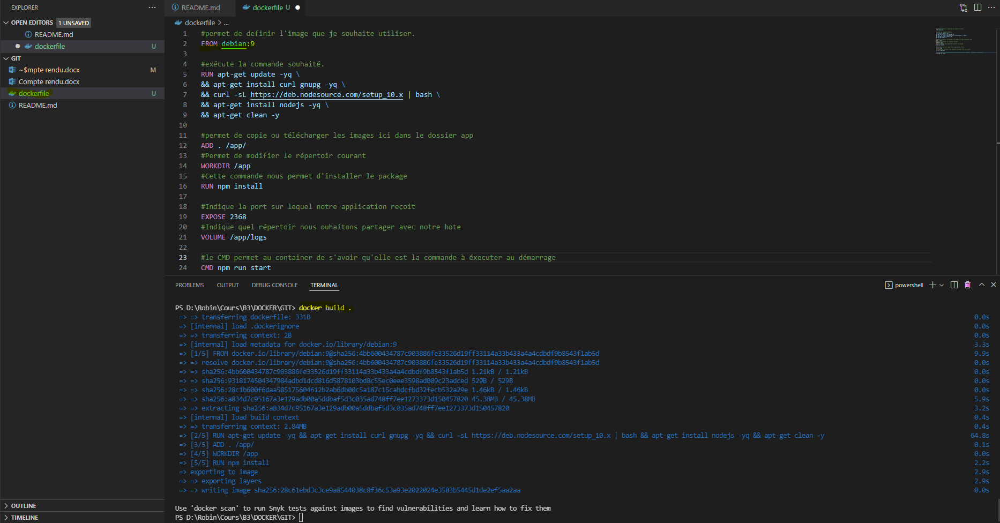 EXPLORER
OPEN EDITORS 1 UNSAVED
README.md
dockerfile U
GIT
~$mpte rendu.docx M
Compte rendu.docx
dockerfile U
README.md
OUTLINE
TIMELINE
README.md
dockerfile U
dockerfile > ...
1 #permet de definir l'image que je souhaite utiliser.
2 FROM debian:9
3
4 #exécute la commande souhaité.
5 RUN apt-get update -yq \
6 && apt-get install curl gnupg -yq \
7 && curl -sL https://deb.nodesource.com/setup_10.x | bash \
8 && apt-get install nodejs -yq \
9 && apt-get clean -y
10
11 #permet de copie ou télécharger les images ici dans le dossier app
12 ADD . /app/
13 #Permet de modifier le répertoir courant
14 WORKDIR /app
15 #Cette commande nous permet d'installer le package
16 RUN npm install
17
18 #Indique la port sur lequel notre application reçoit
19 EXPOSE 2368
20 #Indique quel répertoir nous ouhaitons partager avec notre hote
21 VOLUME /app/logs
22
23 #le CMD permet au container de s'avoir qu'elle est la commande à éxecuter au démarrage
24 CMD npm run start
PROBLEMS OUTPUT DEBUG CONSOLE TERMINAL
powershell
PS D:\Robin\Cours\B3\DOCKER\GIT> docker build .
=> => transferring dockerfile: 331B 0.0s
=> [internal] load .dockerignore 0.0s
=> => transferring context: 2B 0.0s
=> [internal] load metadata for docker.io/library/debian:9 3.3s
=> [1/5] FROM docker.io/library/debian:9@sha256:4bb600434787c903886fe33526d19ff33114a33b433a4a4cdbdf9b8543f1ab5d 9.9s
=> => resolve docker.io/library/debian:9@sha256:4bb600434787c903886fe33526d19ff33114a33b433a4a4cdbdf9b8543f1ab5d 0.0s
=> => sha256:4bb600434787c903886fe33526d19ff33114a33b433a4a4cdbdf9b8543f1ab5d 1.21kB / 1.21kB 0.0s
=> => sha256:9318174504347984adbd1dcd816d5878103bd8c55ec0eee3598ad009c23adced 529B / 529B 0.0s
=> => sha256:28c1b600f6daa585175604612b2ab6db00c5a187c15cabdcfbd32fecb532a29e 1.46kB / 1.46kB 0.0s
=> => sha256:a834d7c95167a3e129adb00a5ddbaf5d3c035ad748ff7ee1273373d150457820 45.38MB / 45.38MB 5.9s
=> => extracting sha256:a834d7c95167a3e129adb00a5ddbaf5d3c035ad748ff7ee1273373d150457820 3.2s
=> [internal] load build context 0.4s
=> => transferring context: 2.84MB 0.4s
=> [2/5] RUN apt-get update -yq && apt-get install curl gnupg -yq && curl -sL https://deb.nodesource.com/setup_10.x | bash && apt-get install nodejs -yq && apt-get clean -y 64.8s
=> [3/5] ADD . /app/ 0.1s
=> [4/5] WORKDIR /app 0.0s
=> [5/5] RUN npm install 2.2s
=> exporting to image 2.9s
=> => exporting layers 2.9s
=> => writing image sha256:28c61ebd3c3ce9a8544038c8f36c53a93e2022024e3583b5445d1de2ef5aa2aa 0.0s
Use 'docker scan' to run Snyk tests against images to find vulnerabilities and learn how to fix them
PS D:\Robin\Cours\B3\DOCKER\GIT>